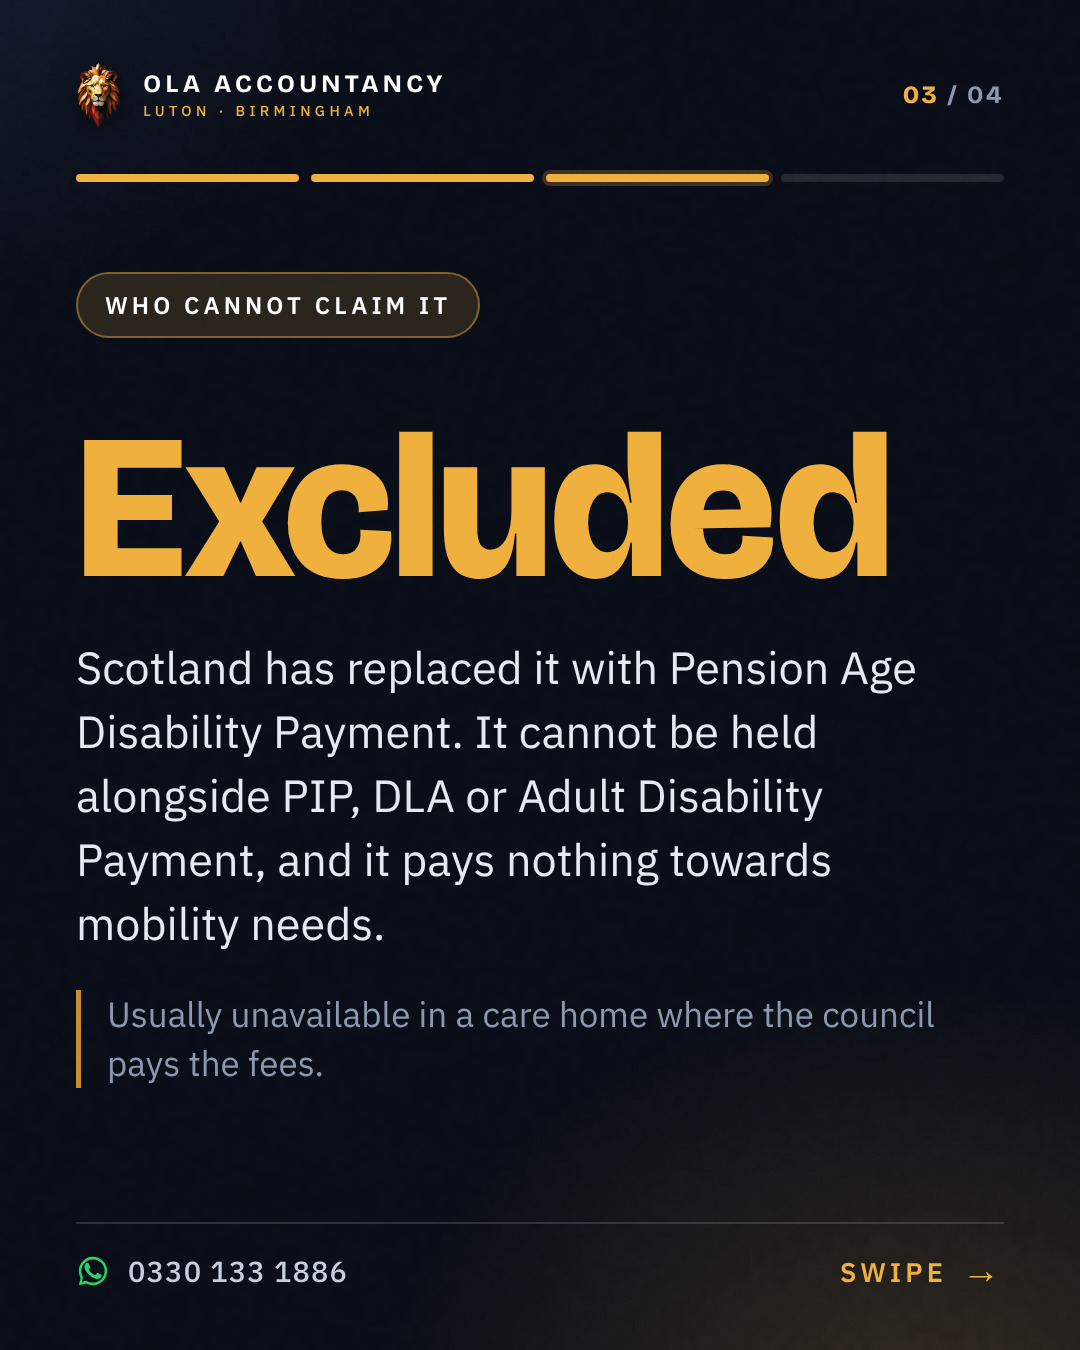 OLA ACCOUNTANCY
LUTON · BIRMINGHAM
03 / 04
WHO CANNOT CLAIM IT
Excluded
Scotland has replaced it with Pension Age
Disability Payment. It cannot be held
alongside PIP, DLA or Adult Disability
Payment, and it pays nothing towards
mobility needs.
Usually unavailable in a care home where the council
pays the fees.
0330 133 1886
SWIPE →